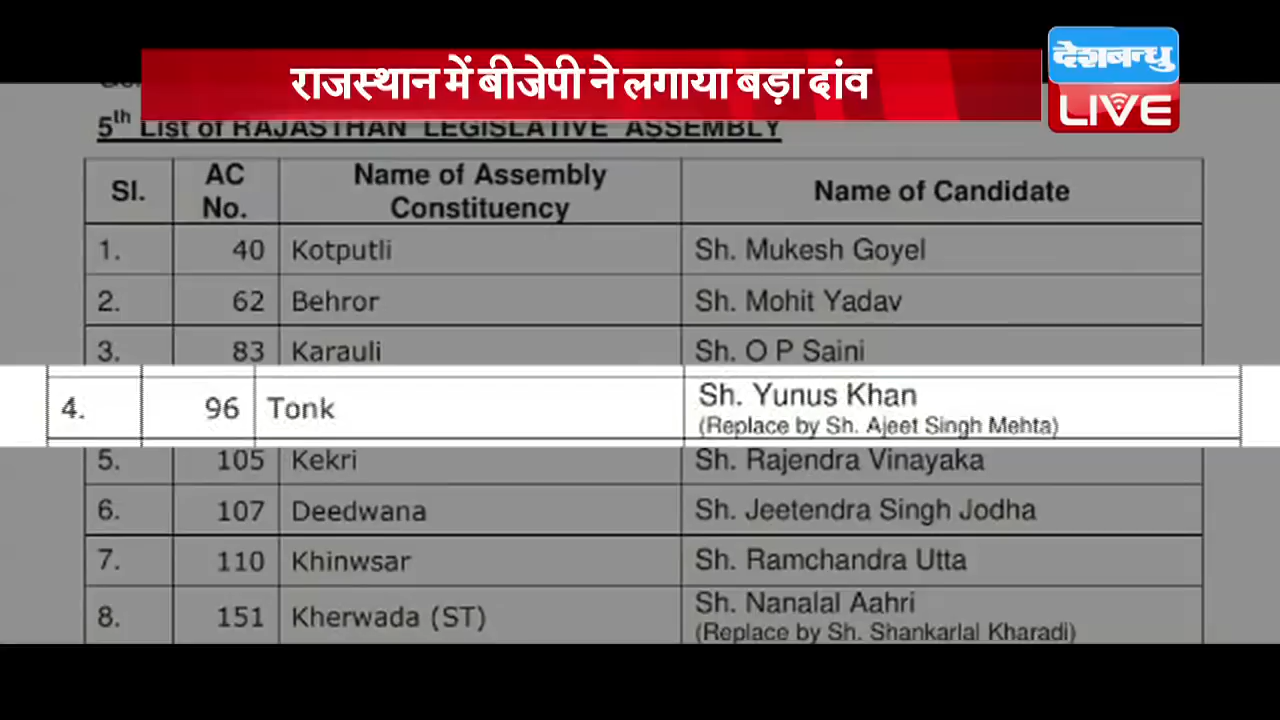 राजस्थान में बीजेपी ने लगाया बड़ा दांव
देशबन्धु
LIVE
5th List of RAJASTHAN LEGISLATIVE ASSEMBLY
Sl. AC No. Name of Assembly Constituency Name of Candidate
1. 40 Kotputli Sh. Mukesh Goyel
2. 62 Behror Sh. Mohit Yadav
3. 83 Karauli Sh. O P Saini
4. 96 Tonk Sh. Yunus Khan
(Replace by Sh. Ajeet Singh Mehta)
5. 105 Kekri Sh. Rajendra Vinayaka
6. 107 Deedwana Sh. Jeetendra Singh Jodha
7. 110 Khinwsar Sh. Ramchandra Utta
8. 151 Kherwada (ST) Sh. Nanalal Aahri
(Replace by Sh. Shankarlal Kharadi)